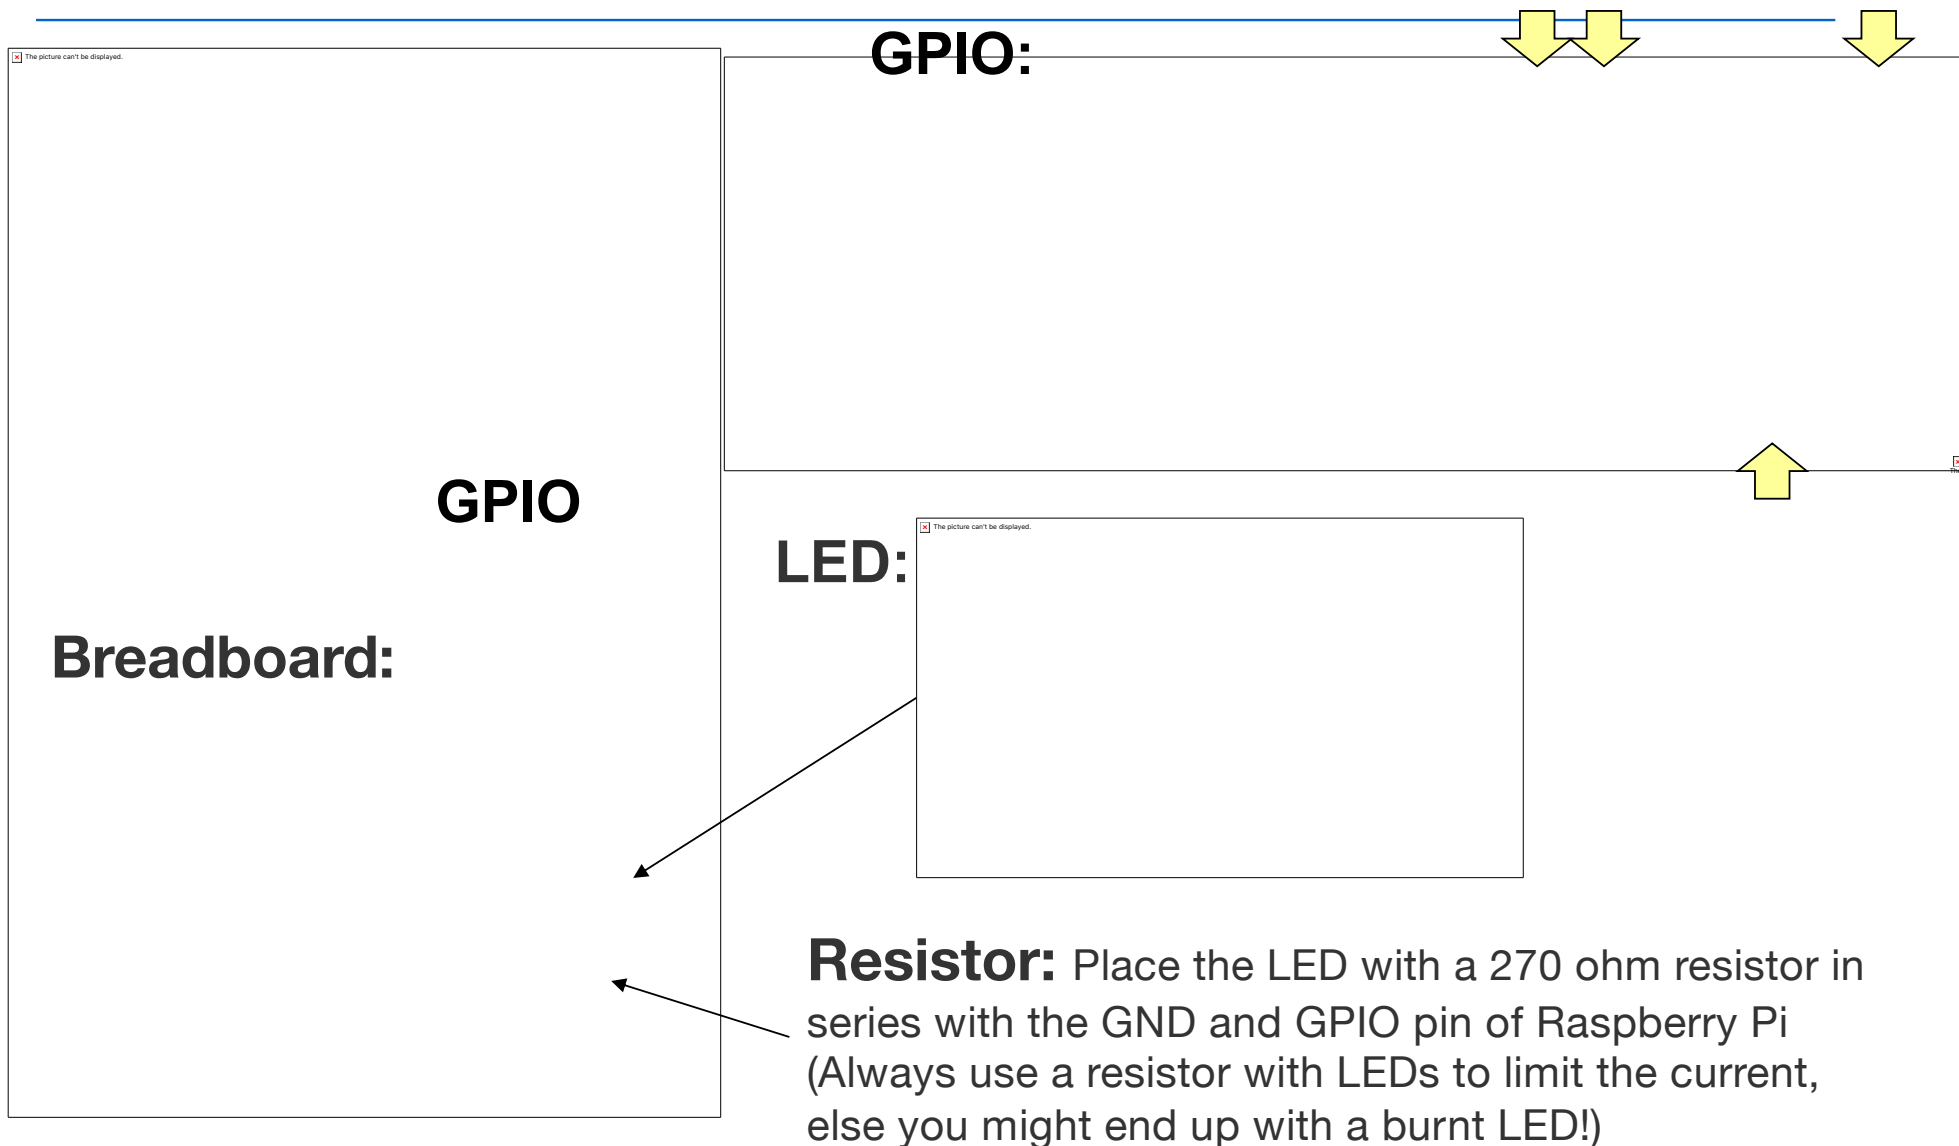 GPIO:
The picture can't be displayed.
GPIO
The picture can't be displayed.
LED:
Breadboard:
Resistor: Place the LED with a 270 ohm resistor in
series with the GND and GPIO pin of Raspberry Pi
(Always use a resistor with LEDs to limit the current,
else you might end up with a burnt LED!)